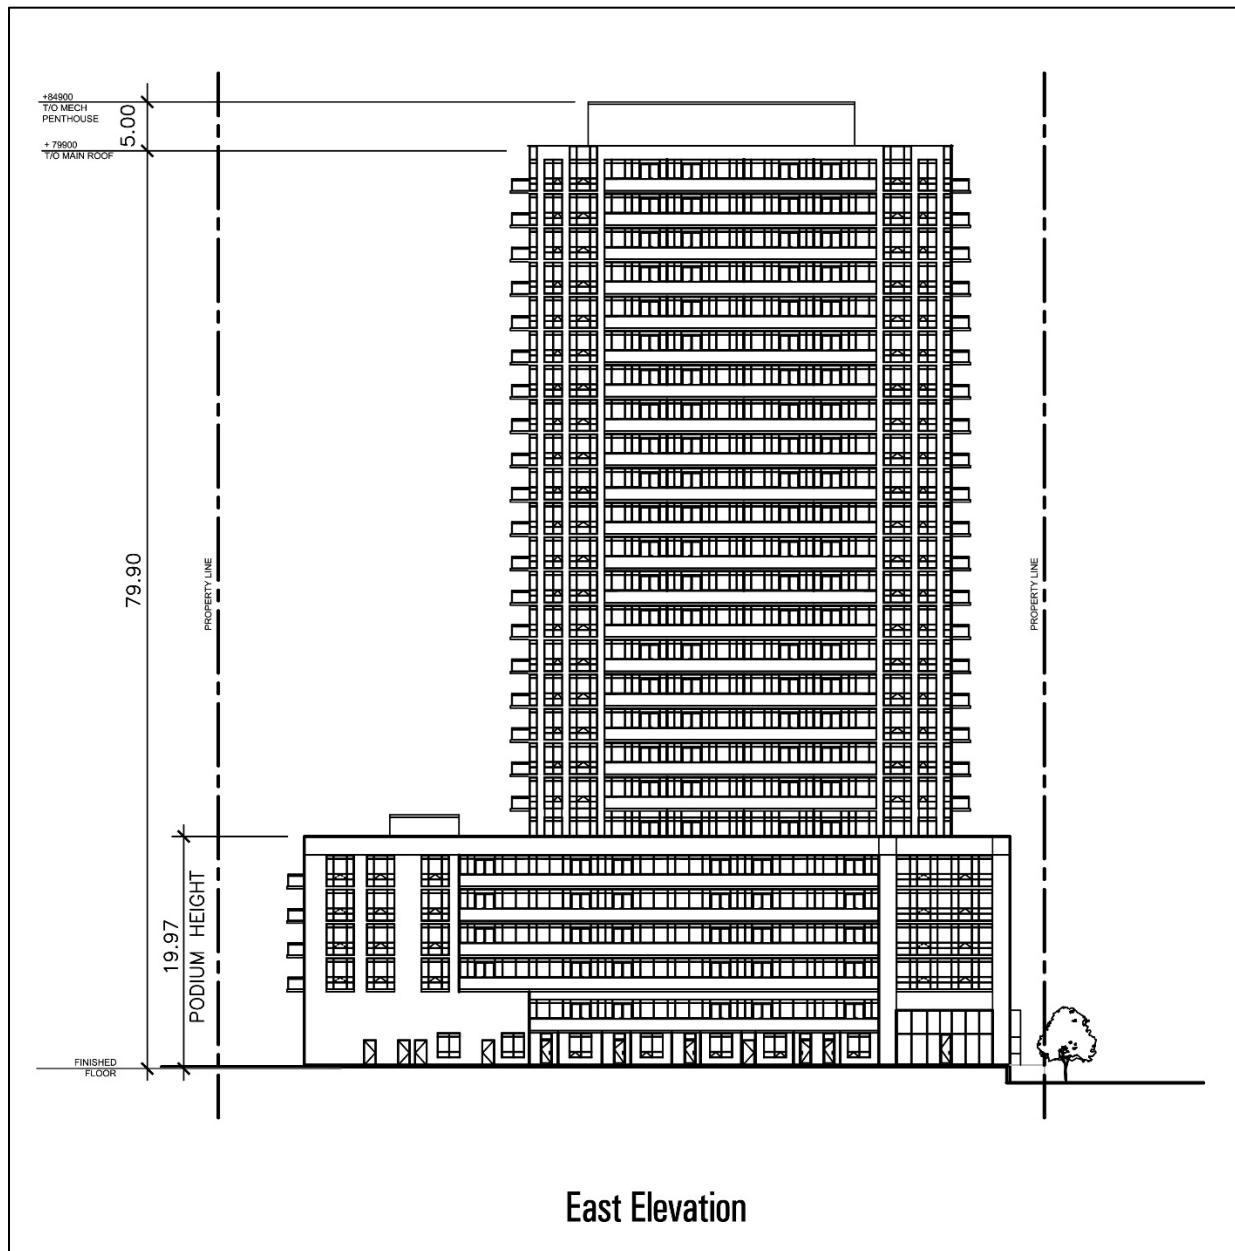 +84900
T/O MECH
PENTHOUSE
5.00
+ 79900
T/O MAIN ROOF
79.90
PROPERTY LINE
PROPERTY LINE
19.97
PODIUM HEIGHT
FINISHED
FLOOR
East Elevation